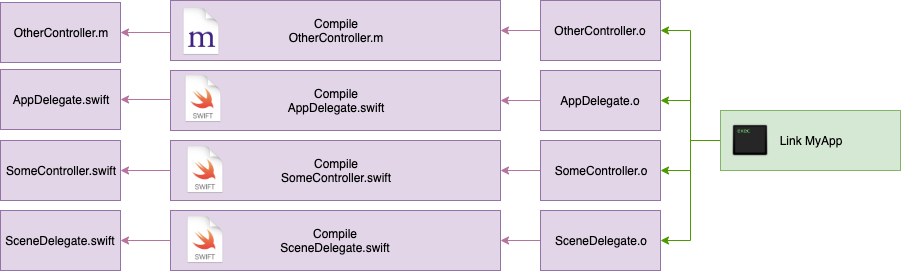 OtherController.m
m
Compile
OtherController.m
OtherController.o
AppDelegate.swift
SWIFT
Compile
AppDelegate.swift
AppDelegate.o
exec
Link MyApp
SomeController.swift
SWIFT
Compile
SomeController.swift
SomeController.o
SceneDelegate.swift
SWIFT
Compile
SceneDelegate.swift
SceneDelegate.o